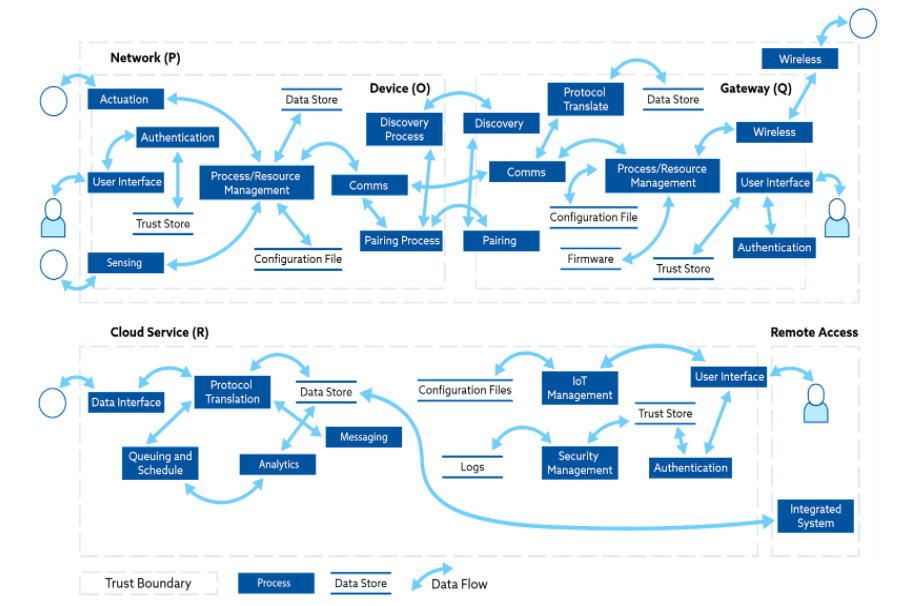 Network (P)
Wireless
Actuation
Data Store
Device (O)
Protocol
Translate
Data Store
Gateway (Q)
Authentication
Discovery
Process
Discovery
Wireless
User Interface
Process/Resource
Management
Comms
Comms
Process/Resource
Management
User Interface
Trust Store
Configuration File
Pairing Process
Pairing
Configuration File
Authentication
Sensing
Firmware
Trust Store
Cloud Service (R)
Remote Access
Data Interface
Protocol
Translation
Data Store
Configuration Files
IoT
Management
User Interface
Messaging
Trust Store
Queuing and
Schedule
Analytics
Logs
Security
Management
Authentication
Integrated
System
Trust Boundary
Process
Data Store
Data Flow